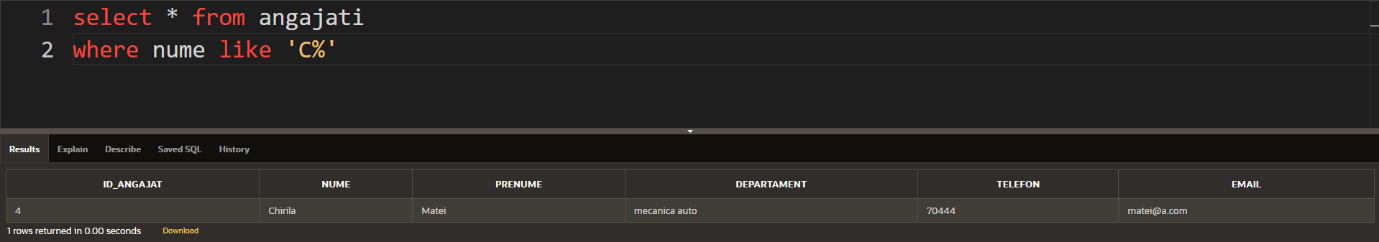 1 select * from angajati
2 where nume like 'C%'
Results Explain Describe Saved SQL History
ID_ANGAJAT NUME PRENUME DEPARTAMENT TELEFON EMAIL
4 Chirila Matei mecanica auto 70444 matei@a.com
1 rows returned in 0.00 seconds Download